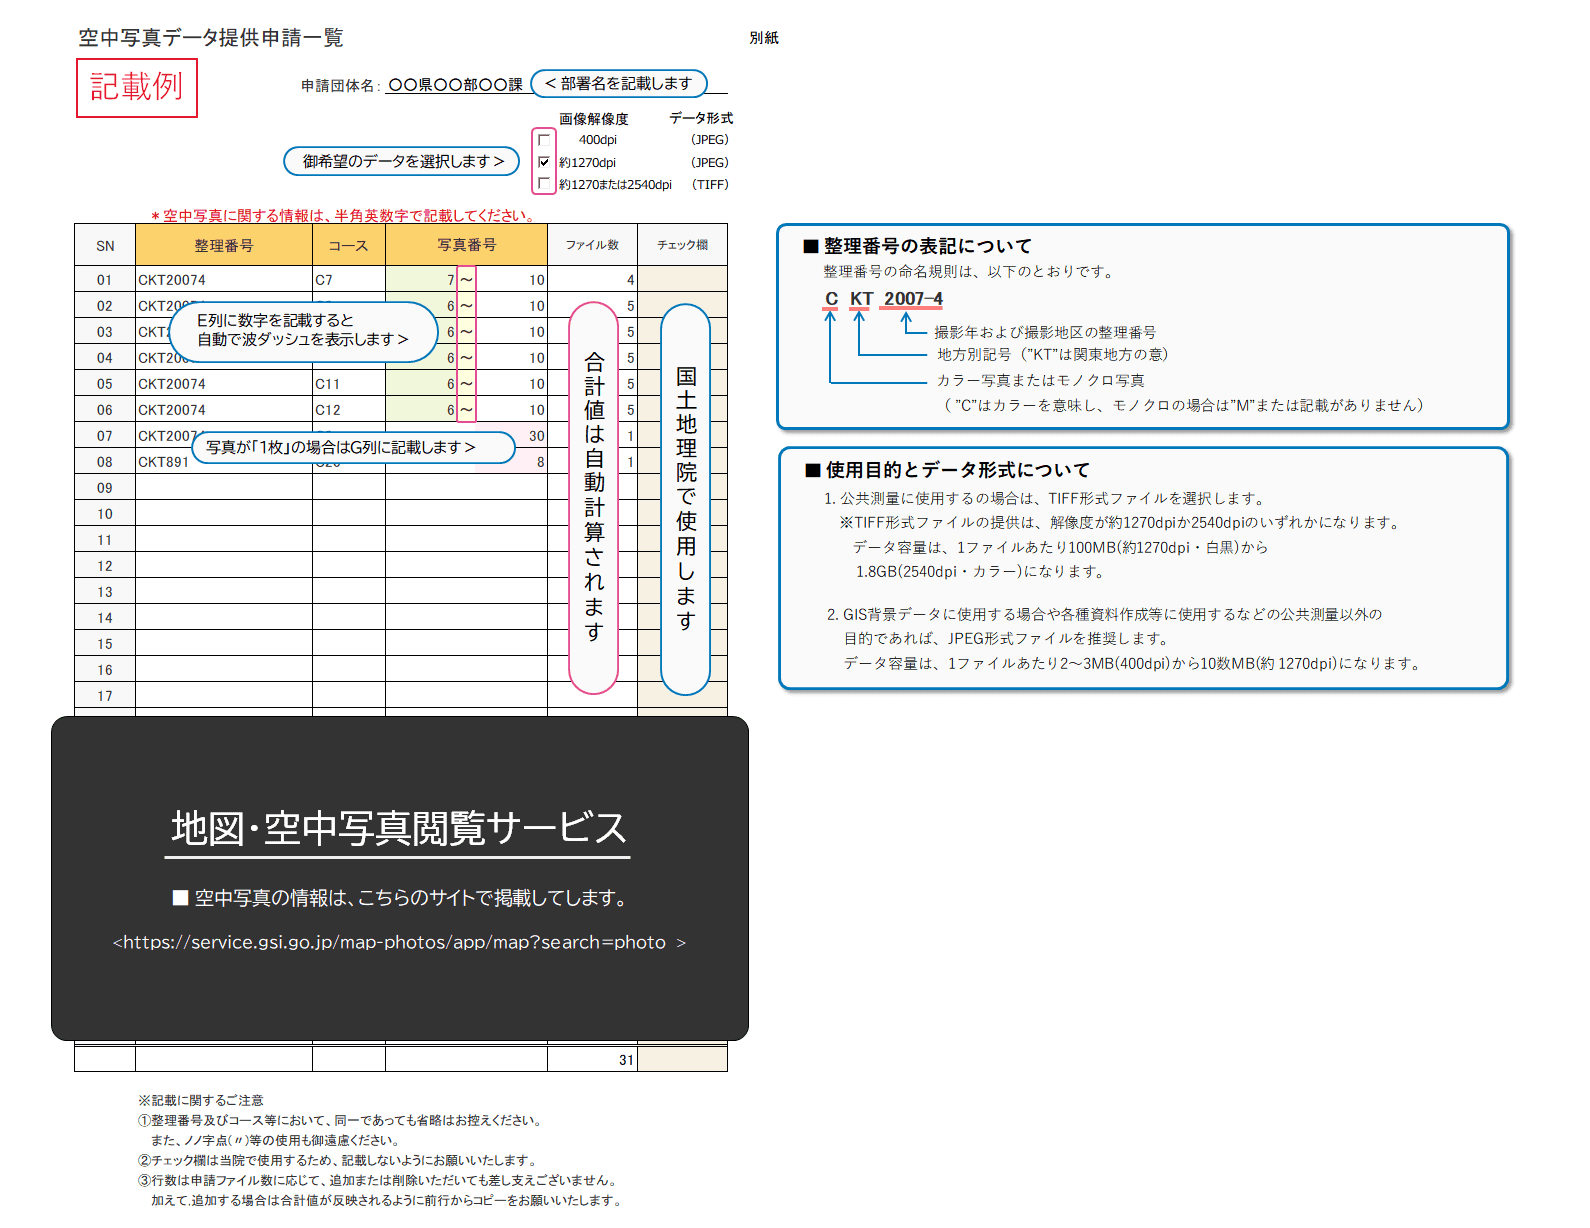 空中写真データ提供申請一覧
別紙
記載例
申請団体名： 〇〇県〇〇部〇〇課
< 部署名を記載します
画像解像度 データ形式
400dpi （JPEG）
約1270dpi （JPEG）
約1270または2540dpi （TIFF）
御希望のデータを選択します >
＊空中写真に関する情報は、半角英数字で記載してください。
SN 整理番号 コース 写真番号 ファイル数 チェック欄
01 CKT20074 C7 7 ～ 10 4
02 6 ～ 10 5
03 6 ～ 10 5
04 6 ～ 10 5
05 CKT20074 C11 6 ～ 10 5
06 CKT20074 C12 6 ～ 10 5
07 CKT20074 30 1
08 CKT891 8 1
09
10
11
12
13
14
15
16
17
E列に数字を記載すると
自動で波ダッシュを表示します >
写真が「1枚」の場合はG列に記載します >
合計値は自動計算されます
国土地理院で使用します
地図・空中写真閲覧サービス
■ 空中写真の情報は、こちらのサイトで掲載してします。
<https://service.gsi.go.jp/map-photos/app/map?search=photo >
31
※記載に関するご注意
①整理番号及びコース等において、同一であっても省略はお控えください。
また、ノノ字点(〃)等の使用も御遠慮ください。
②チェック欄は当院で使用するため、記載しないようにお願いいたします。
③行数は申請ファイル数に応じて、追加または削除いただいても差し支えございません。
加えて、追加する場合は合計値が反映されるように前行からコピーをお願いいたします。
■ 整理番号の表記について
整理番号の命名規則は、以下のとおりです。
C KT 2007-4
撮影年および撮影地区の整理番号
地方別記号（”KT”は関東地方の意）
カラー写真またはモノクロ写真
（ ”C”はカラーを意味し、モノクロの場合は”M”または記載がありません）
■ 使用目的とデータ形式について
1. 公共測量に使用するの場合は、TIFF形式ファイルを選択します。
※TIFF形式ファイルの提供は、解像度が約1270dpiか2540dpiのいずれかになります。
データ容量は、1ファイルあたり100MB(約1270dpi・白黒)から
1.8GB(2540dpi・カラー)になります。
2. GIS背景データに使用する場合や各種資料作成等に使用するなどの公共測量以外の
目的であれば、JPEG形式ファイルを推奨します。
データ容量は、1ファイルあたり2～3MB(400dpi)から10数MB(約 1270dpi)になります。